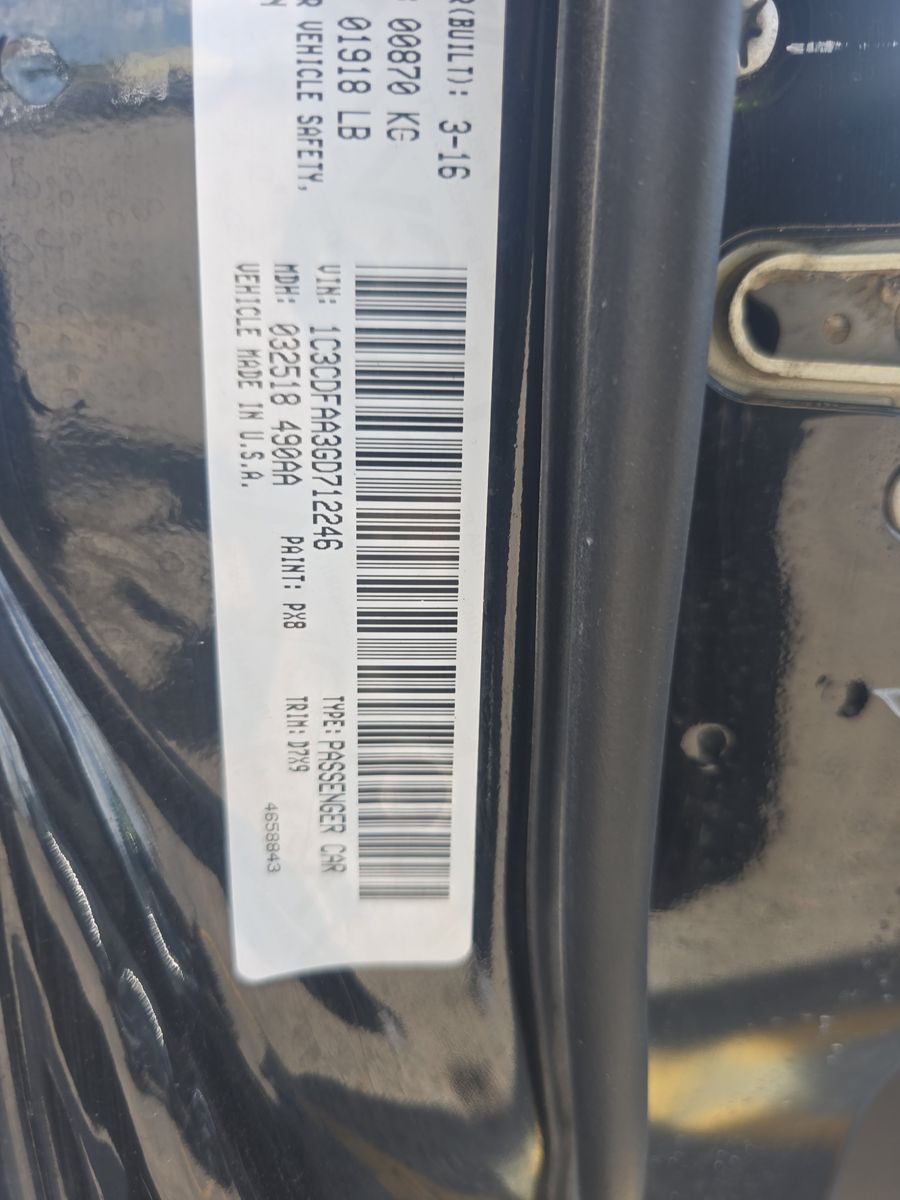 R(BUILT): 3-16
00870 KG
01918 LB
R VEHICLE SAFETY,
VIN: 1C3CDFAA3GD712246
TYPE: PASSENGER CAR
MDH: 032518 490AA
PAINT: PX8
TRIM: D7X9
VEHICLE MADE IN U.S.A.
4658843